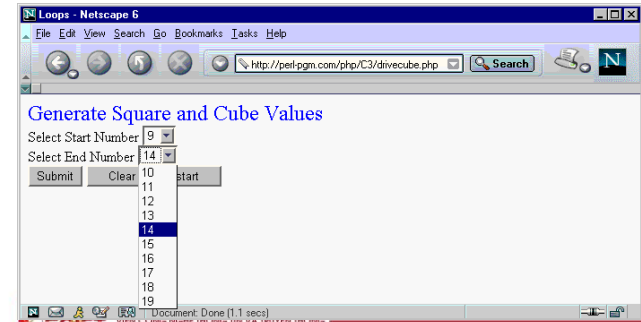 Loops - Netscape 6
File Edit View Search Go Bookmarks Tasks Help
http://perl-pgm.com/php/C3/drivecube.php Search N
Generate Square and Cube Values
Select Start Number 9
Select End Number 14
Submit Clear start
10
11
12
13
14
15
16
17
18
19
Document: Done (1.1 secs)